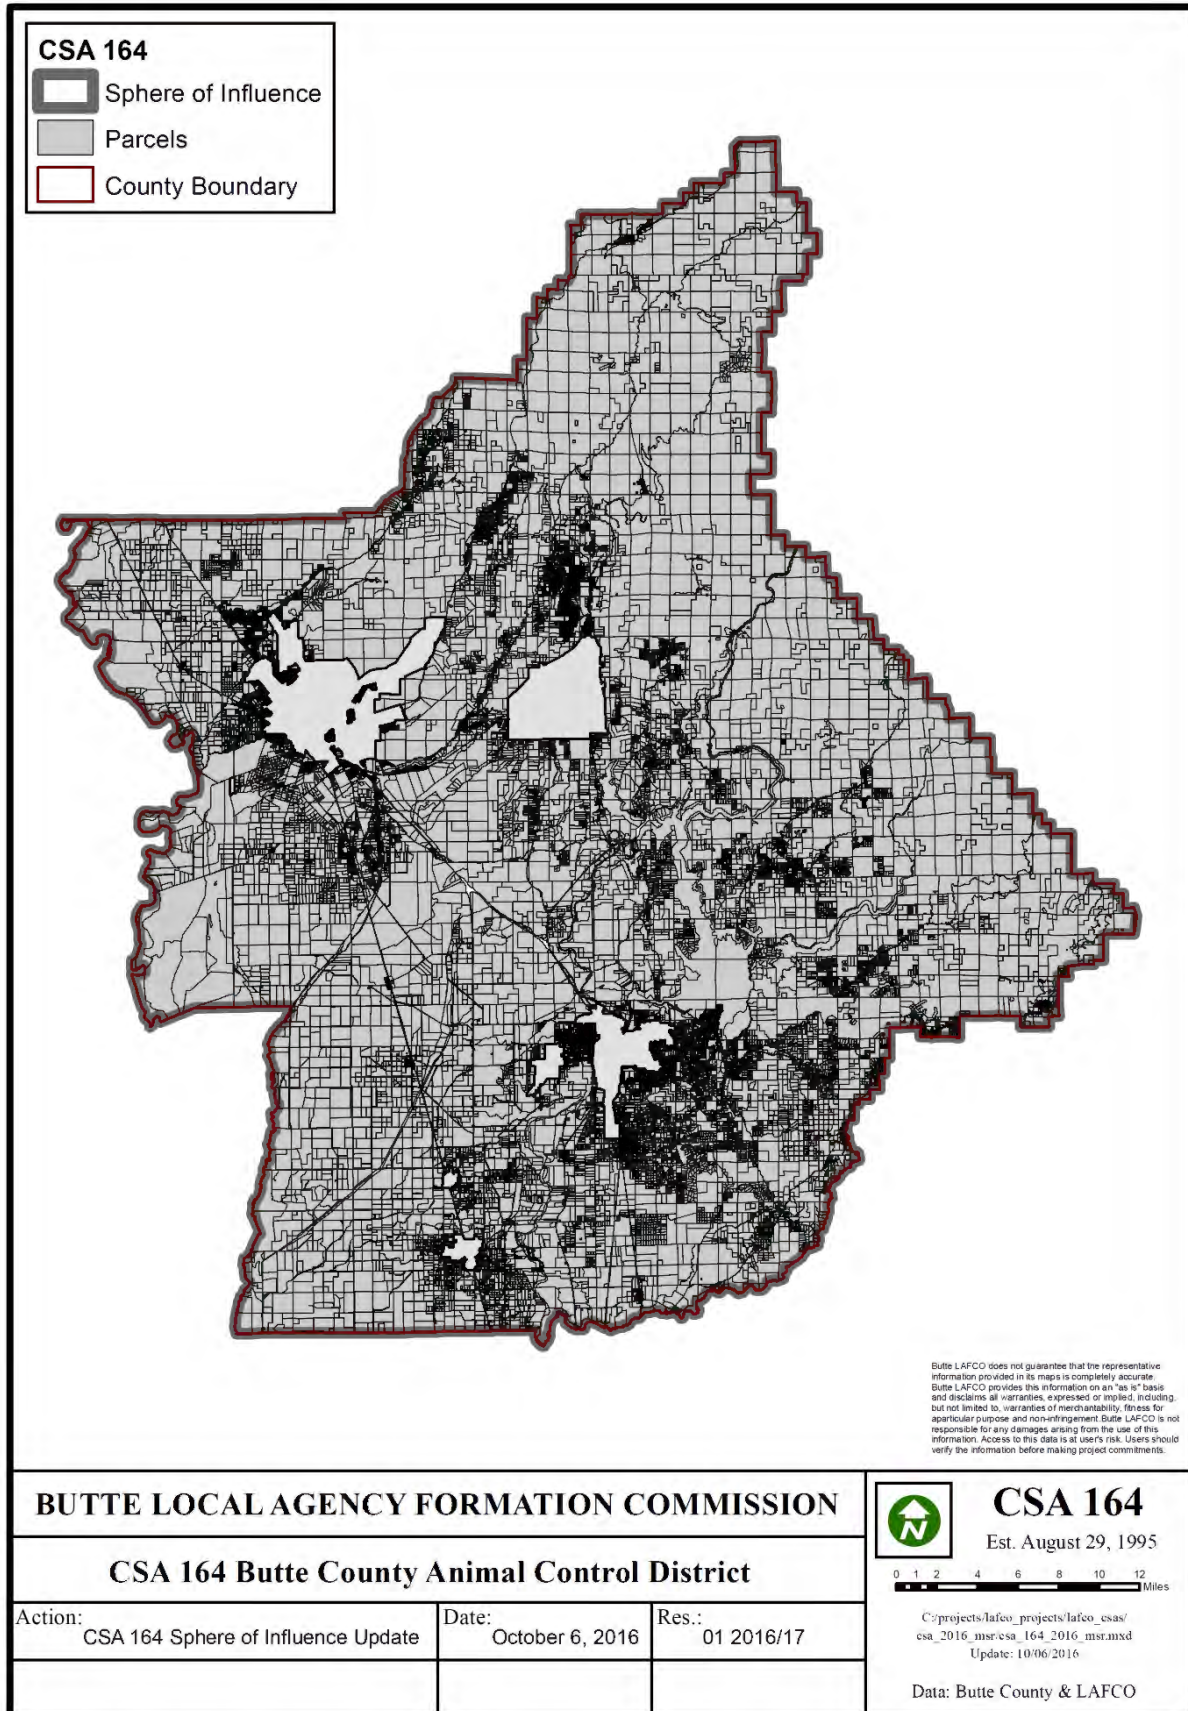 CSA 164
Sphere of Influence
Parcels
County Boundary
Butte LAFCO does not guarantee that the representative
information provided in its maps is completely accurate.
Butte LAFCO provides this information on an "as is" basis
and disclaims all warranties, expressed or implied, including,
but not limited to, warranties of merchantability, fitness for
aparticular purpose and non-infringement.Butte LAFCO is not
responsible for any damages arising from the use of this
information. Access to this data is at user's risk. Users should
verify the information before making project commitments.
BUTTE LOCAL AGENCY FORMATION COMMISSION
CSA 164 Butte County Animal Control District
Action:
CSA 164 Sphere of Influence Update
Date:
October 6, 2016
Res.:
01 2016/17
N
CSA 164
Est. August 29, 1995
0 1 2 4 6 8 10 12
Miles
C:/projects/lafco_projects/lafco_csas/
csa_2016_msr/csa_164_2016_msr.mxd
Update: 10/06/2016
Data: Butte County & LAFCO